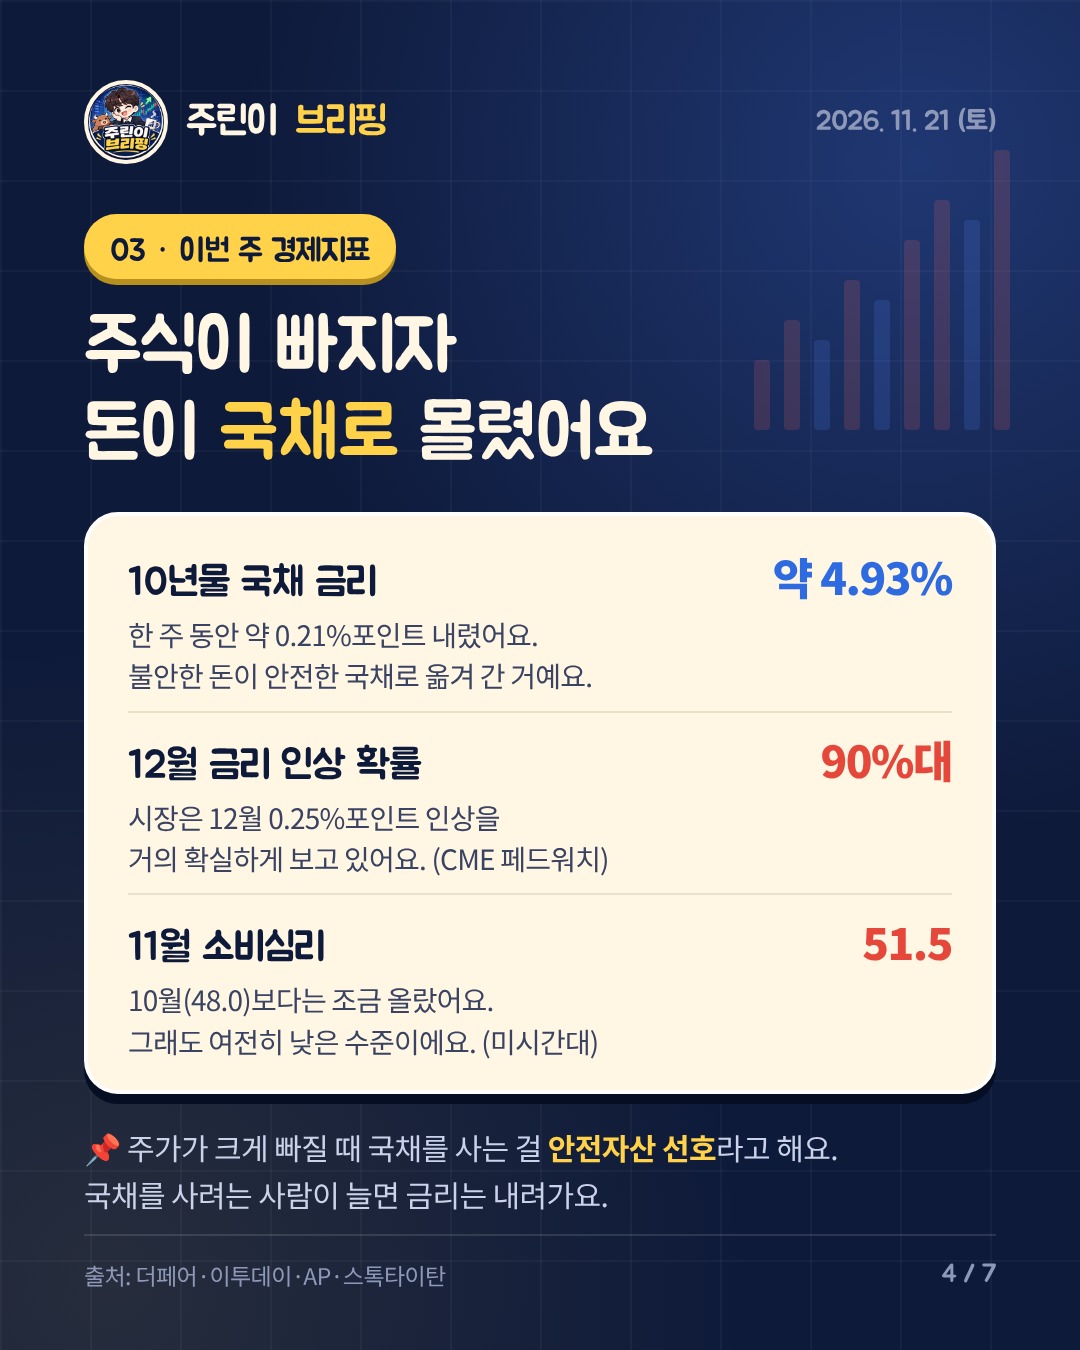 주린이 브리핑
주린이 브리핑
2026. 11. 21 (토)
03 · 이번 주 경제지표
주식이 빠지자
돈이 국채로 몰렸어요
10년물 국채 금리
약 4.93%
한 주 동안 약 0.21%포인트 내렸어요.
불안한 돈이 안전한 국채로 옮겨 간 거예요.
12월 금리 인상 확률
90%대
시장은 12월 0.25%포인트 인상을
거의 확실하게 보고 있어요. (CME 페드워치)
11월 소비심리
51.5
10월(48.0)보다는 조금 올랐어요.
그래도 여전히 낮은 수준이에요. (미시간대)
📌 주가가 크게 빠질 때 국채를 사는 걸 안전자산 선호라고 해요.
국채를 사려는 사람이 늘면 금리는 내려가요.
출처: 더페어·이투데이·AP·스톡타이탄
4 / 7